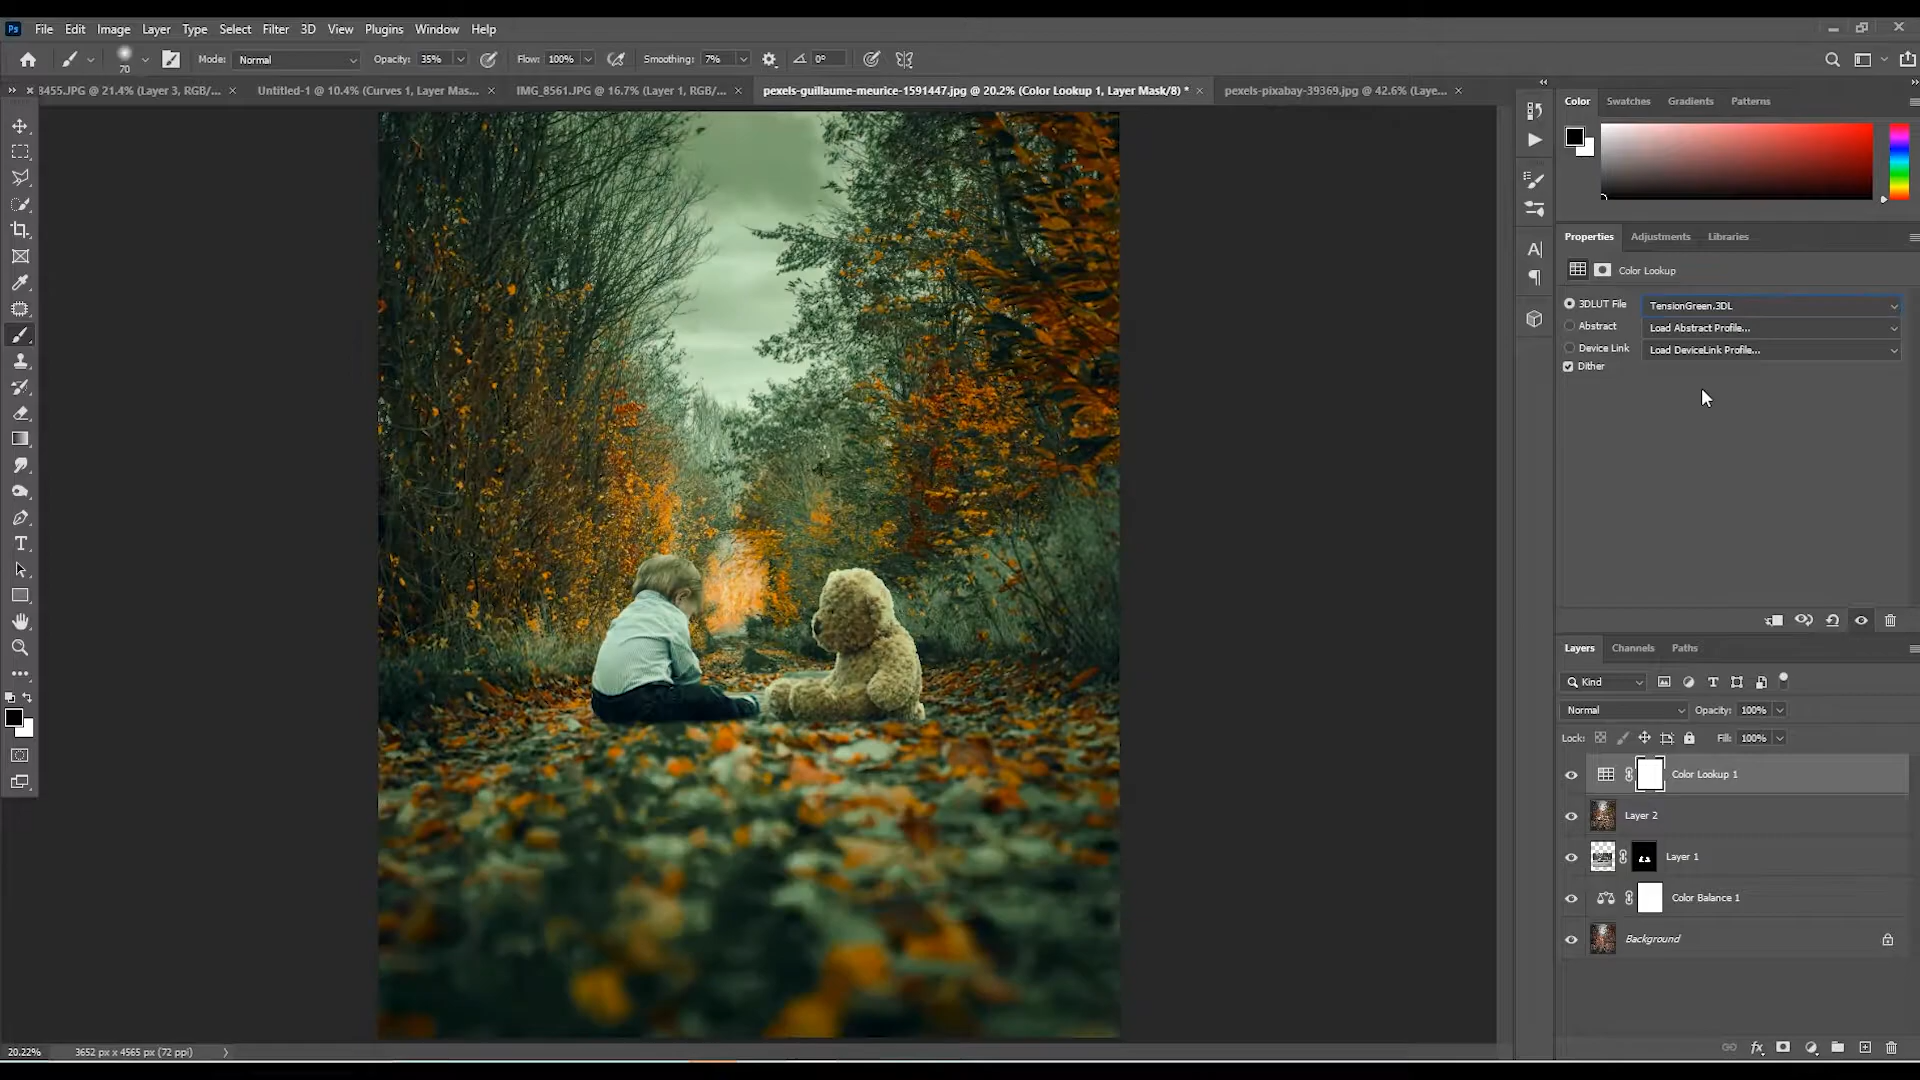 Ps File Edit Image Layer Type Select Filter 3D View Plugins Window Help
70 Mode: Normal Opacity: 35% Flow: 100% Smoothing: 7% 0°
8455.JPG @ 21.4% (Layer 3, RGB/... Untitled-1 @ 10.4% (Curves 1, Layer Mas... IMG_8561.JPG @ 16.7% (Layer 1, RGB/... pexels-guillaume-meurice-1591447.jpg @ 20.2% (Color Lookup 1, Layer Mask/8) * pexels-pixabay-39369.jpg @ 42.6% (Laye...
Color Swatches Gradients Patterns
Properties Adjustments Libraries
Color Lookup
3DLUT File TensionGreen.3DL
Abstract Load Abstract Profile...
Device Link Load DeviceLink Profile...
Dither
Layers Channels Paths
Kind
Normal Opacity: 100%
Lock: Fill: 100%
Color Lookup 1
Layer 2
Layer 1
Color Balance 1
Background
20.22% 3652 px x 4565 px (72 ppi)